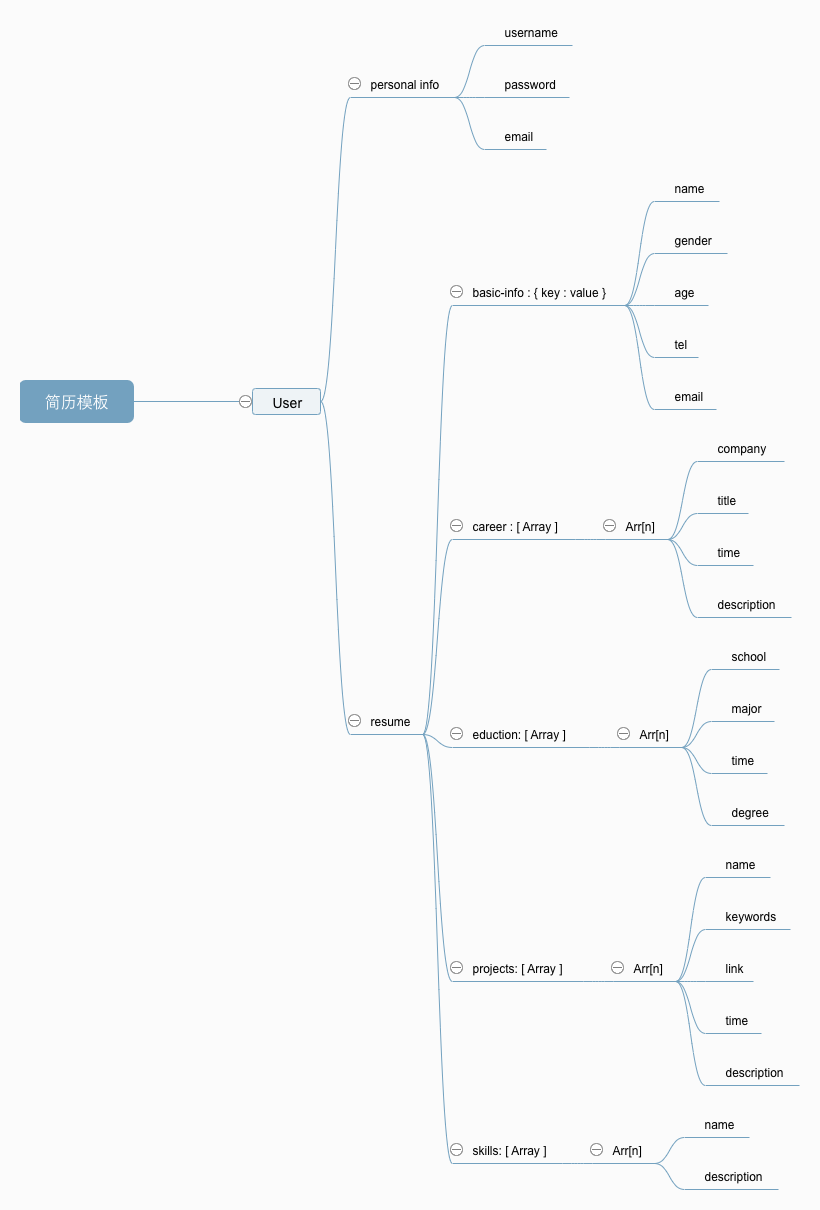 简历模板
User
personal info
username
password
email
resume
basic-info : { key : value }
name
gender
age
tel
email
career : [ Array ]
Arr[n]
company
title
time
description
eduction: [ Array ]
Arr[n]
school
major
time
degree
projects: [ Array ]
Arr[n]
name
keywords
link
time
description
skills: [ Array ]
Arr[n]
name
description